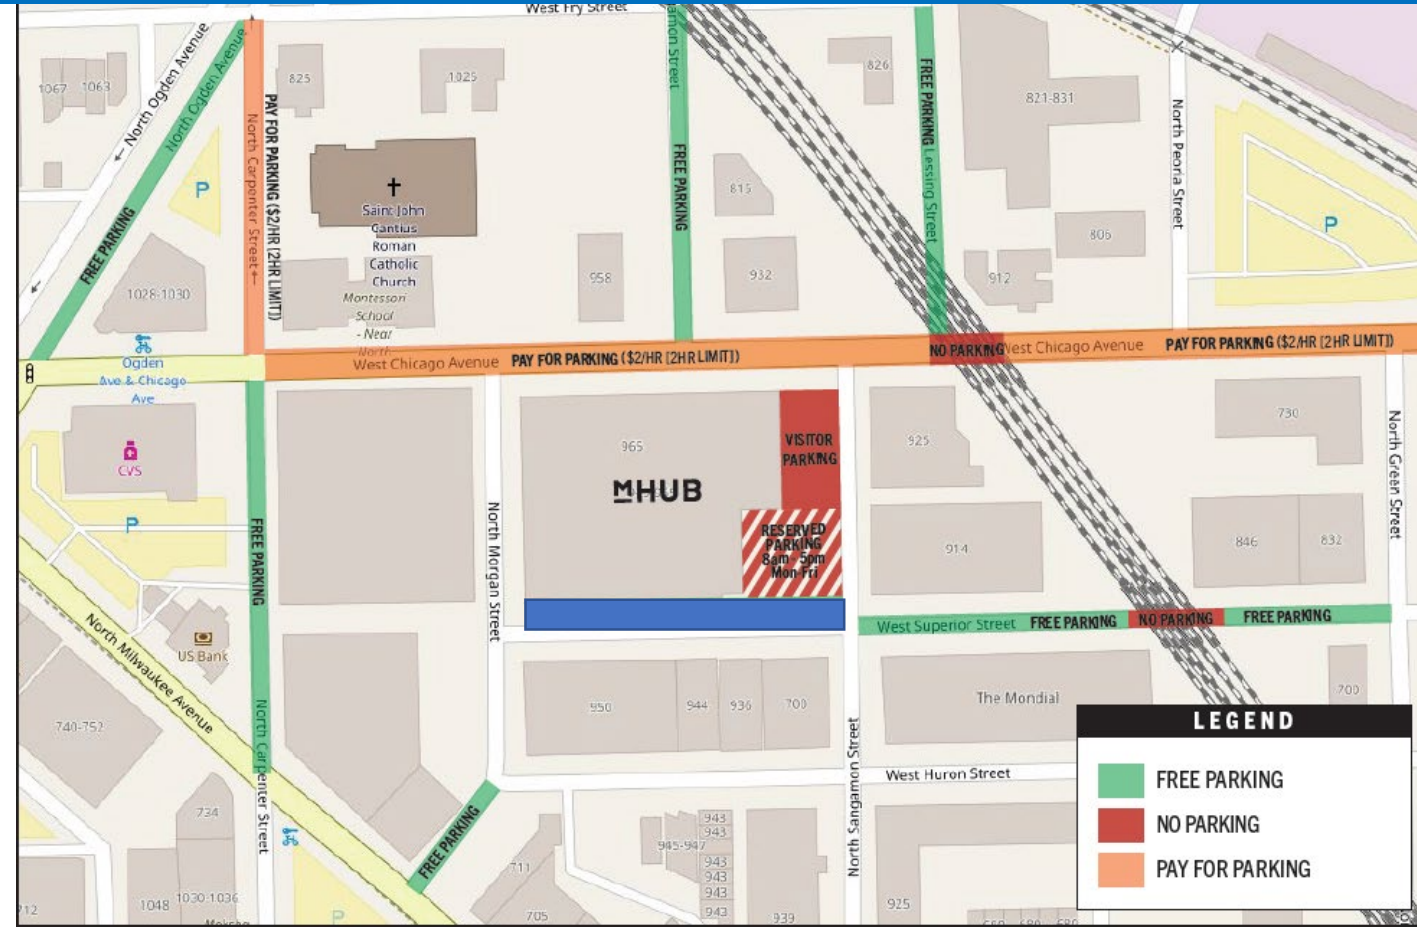 West Fry Street
North Ogden Avenue
← North Ogden Avenue
FREE PARKING
1067
1063
P
1028-1030
North Carpenter Street←
PAY FOR PARKING ($2/HR [2HR LIMIT])
825
1025
Saint John
Cantius
Roman
Catholic
Church
Montessori
School
- Near
North
958
amon Street
FREE PARKING
815
932
826
FREE PARKING
Lessing Street
821-831
806
912
North Peoria Street
P
Ogden
Ave & Chicago
Ave
West Chicago Avenue
PAY FOR PARKING ($2/HR [2HR LIMIT])
NO PARKING
West Chicago Avenue
PAY FOR PARKING ($2/HR [2HR LIMIT])
CVS
P
FREE PARKING
North Morgan Street
965
MHUB
VISITOR
PARKING
RESERVED
PARKING
8am - 5pm
Mon-Fri
925
914
730
846
832
North Green Street
West Superior Street
FREE PARKING
NO PARKING
FREE PARKING
US Bank
North Milwaukee Avenue
740-752
North Carpenter Street
950
944
936
700
The Mondial
700
North Sangamon Street
West Huron Street
FREE PARKING
734
1048
1030-1036
712
P
711
705
945-947
943
943
943
943
943
943
939
925
LEGEND
FREE PARKING
NO PARKING
PAY FOR PARKING